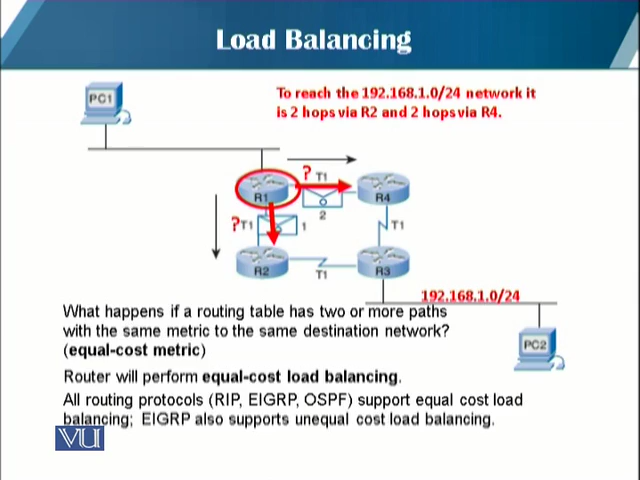 Load Balancing
To reach the 192.168.1.0/24 network it
is 2 hops via R2 and 2 hops via R4.
PC1
? T1
R1
R4
2
?T1
1
T1
R2
T1
R3
192.168.1.0/24
What happens if a routing table has two or more paths
with the same metric to the same destination network?
(equal-cost metric)
PC2
Router will perform equal-cost load balancing.
All routing protocols (RIP, EIGRP, OSPF) support equal cost load
balancing; EIGRP also supports unequal cost load balancing.
VU